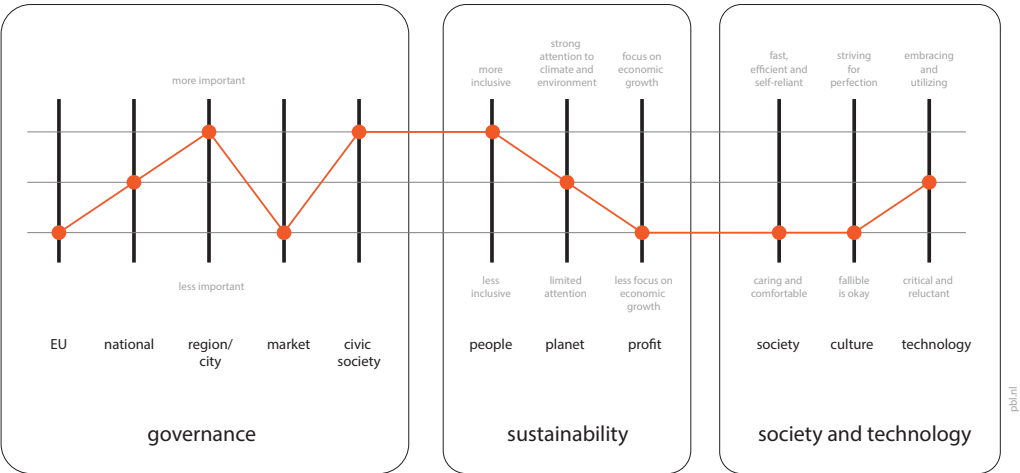 more important
less important
EU
national
region/
city
market
civic
society
governance
more
inclusive
strong
attention to
climate and
environment
focus on
economic
growth
less
inclusive
limited
attention
less focus on
economic
growth
people
planet
profit
sustainability
fast,
efficient and
self-reliant
striving
for
perfection
embracing
and
utilizing
caring and
comfortable
fallible
is okay
critical and
reluctant
society
culture
technology
society and technology
pbl.nl